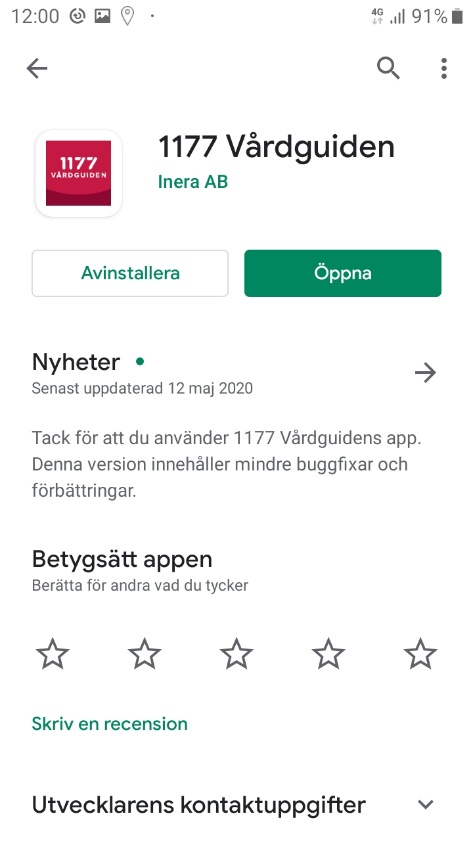 12:00 4G 91%
1177 Vårdguiden
Inera AB
1177
VÅRDGUIDEN
Avinstallera Öppna
Nyheter
Senast uppdaterad 12 maj 2020
Tack för att du använder 1177 Vårdguidens app.
Denna version innehåller mindre buggfixar och
förbättringar.
Betygsätt appen
Berätta för andra vad du tycker
Skriv en recension
Utvecklarens kontaktuppgifter